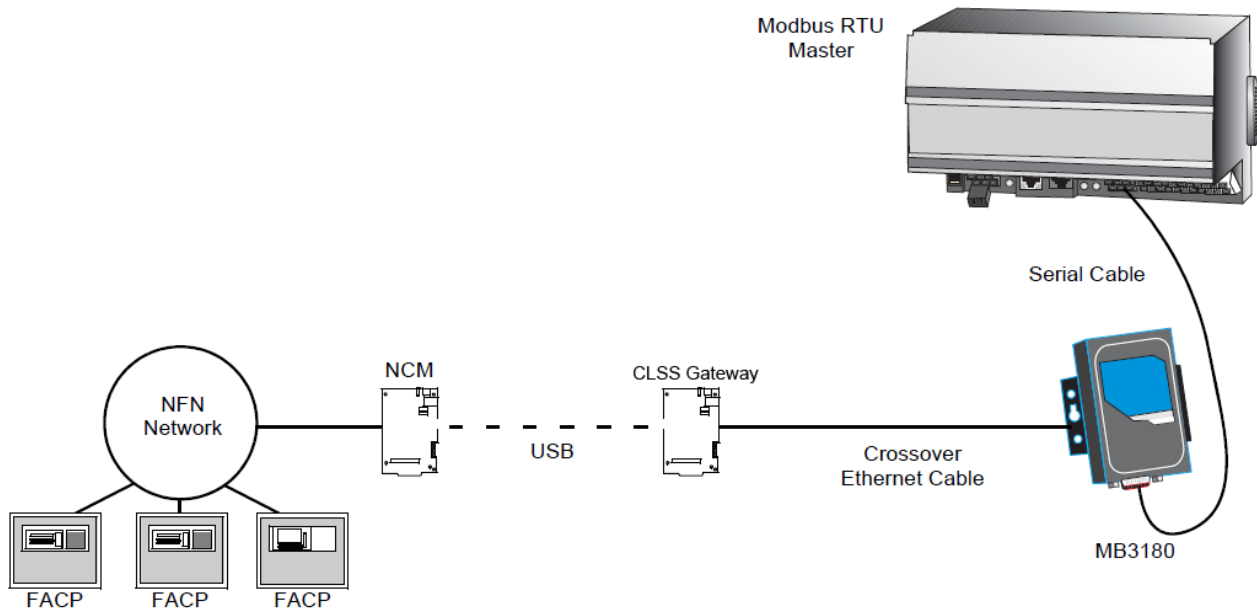 Modbus RTU
Master
Serial Cable
NCM
CLSS Gateway
NFN
Network
USB
Crossover
Ethernet Cable
MB3180
FACP
FACP
FACP